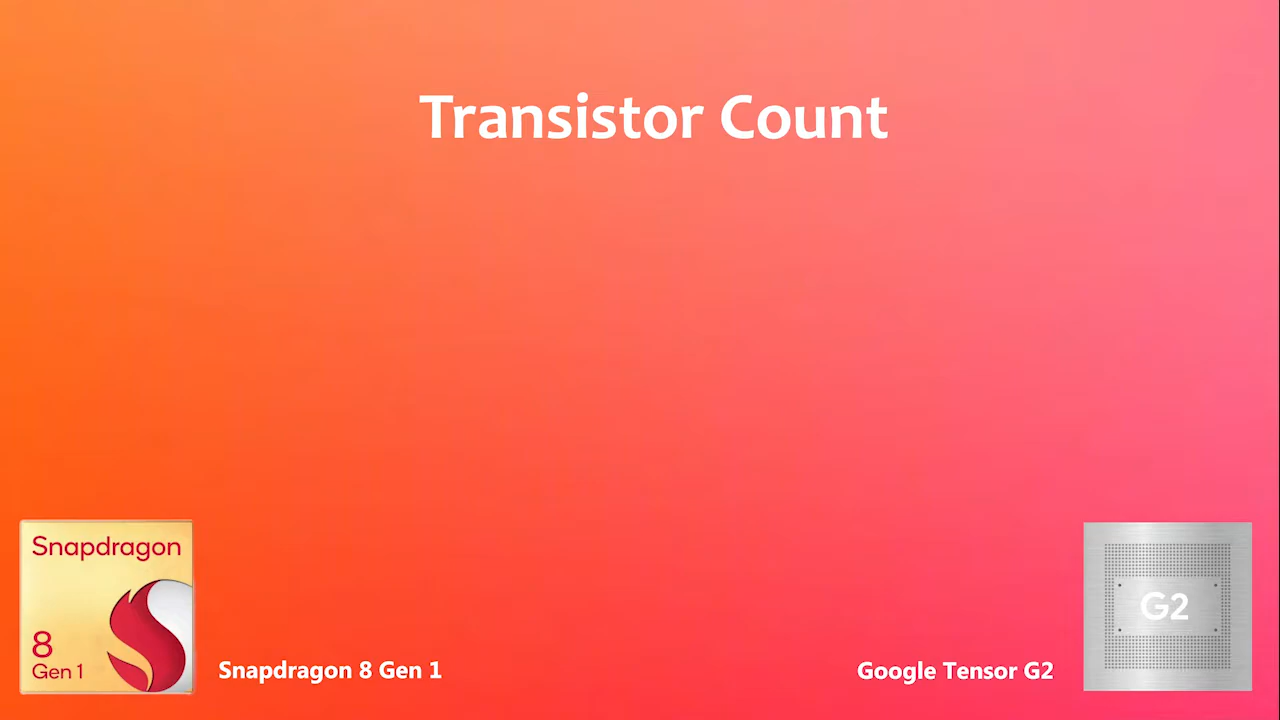 Transistor Count
Snapdragon
8
Gen 1
Snapdragon 8 Gen 1
Google Tensor G2
G2